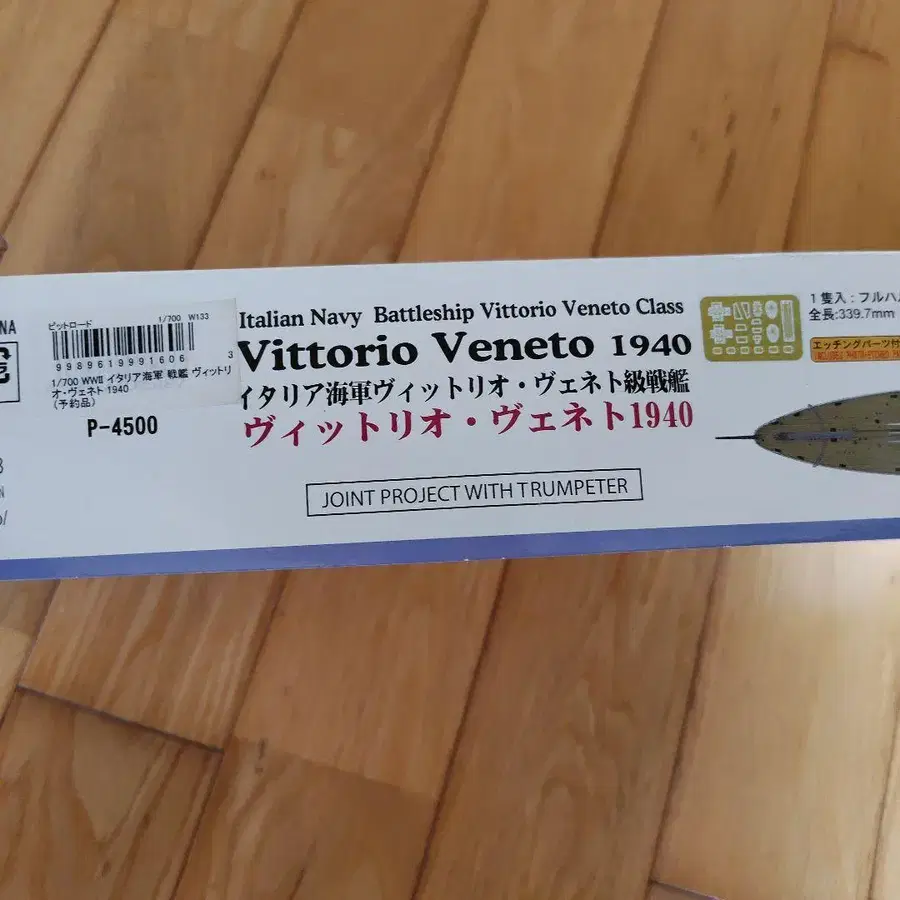 NA
ピットロード 1/700 W133
9989619991606 3
1/700 WWII イタリア海軍 戦艦 ヴィットリ
オ・ヴェネト 1940
(予約品)
P-4500
Italian Navy Battleship Vittorio Veneto Class
Vittorio Veneto 1940
イタリア海軍ヴィットリオ・ヴェネト級戦艦
ヴィットリオ・ヴェネト1940
JOINT PROJECT WITH TRUMPETER
1隻入:フルハ
全長:339.7mm
エッチングパーツ付